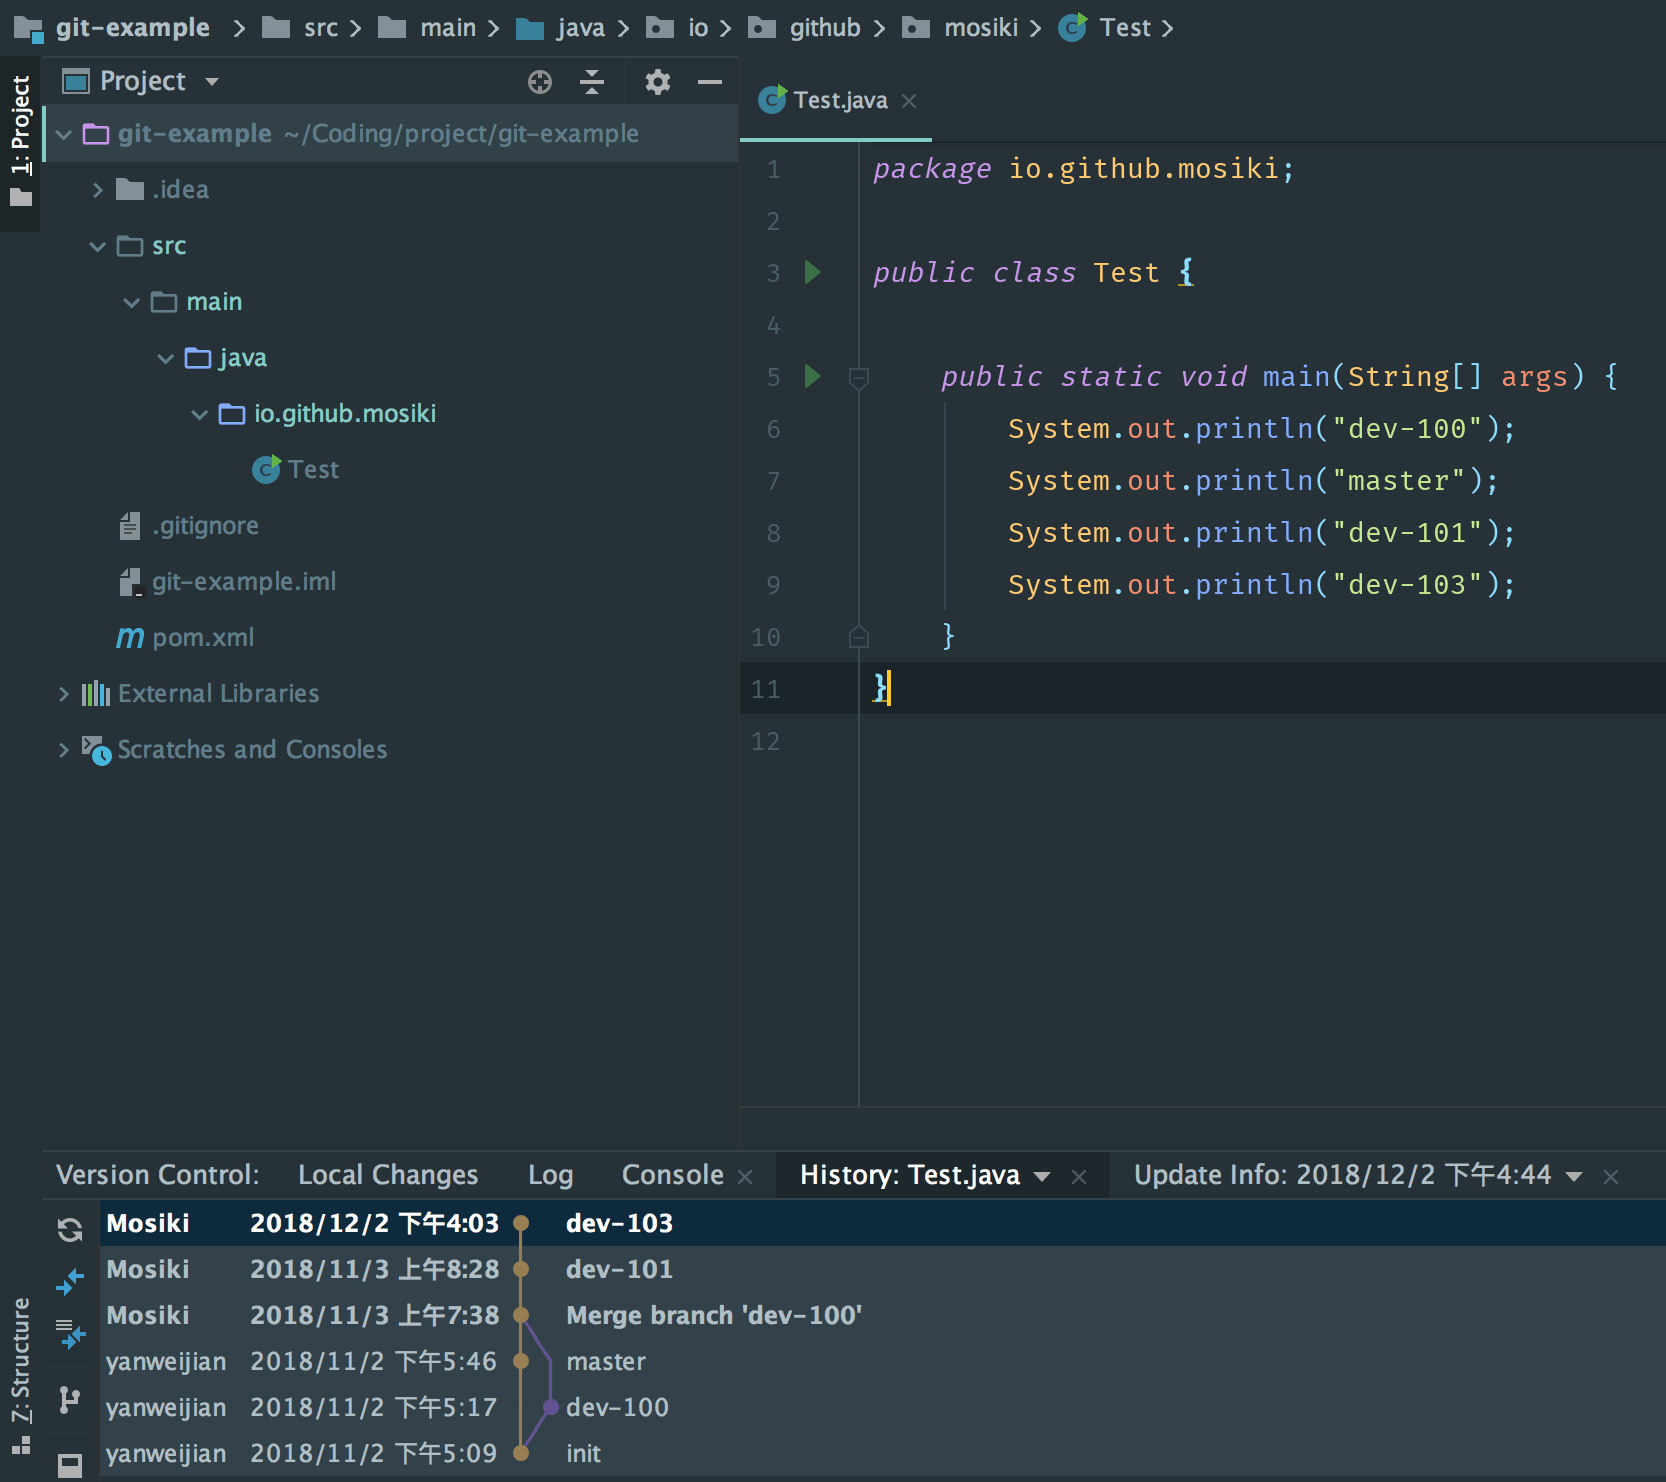 git-example > src > main > java > io > github > mosiki > Test >
1: Project
Project
git-example ~/Coding/project/git-example
.idea
src
main
java
io.github.mosiki
Test
.gitignore
git-example.iml
pom.xml
External Libraries
Scratches and Consoles
Test.java
1 package io.github.mosiki;
2
3 public class Test {
4
5 public static void main(String[] args) {
6 System.out.println("dev-100");
7 System.out.println("master");
8 System.out.println("dev-101");
9 System.out.println("dev-103");
10 }
11 }
12
Version Control: Local Changes Log Console History: Test.java Update Info: 2018/12/2 下午4:44
Z: Structure
Mosiki 2018/12/2 下午4:03 dev-103
Mosiki 2018/11/3 上午8:28 dev-101
Mosiki 2018/11/3 上午7:38 Merge branch 'dev-100'
yanweijian 2018/11/2 下午5:46 master
yanweijian 2018/11/2 下午5:17 dev-100
yanweijian 2018/11/2 下午5:09 init